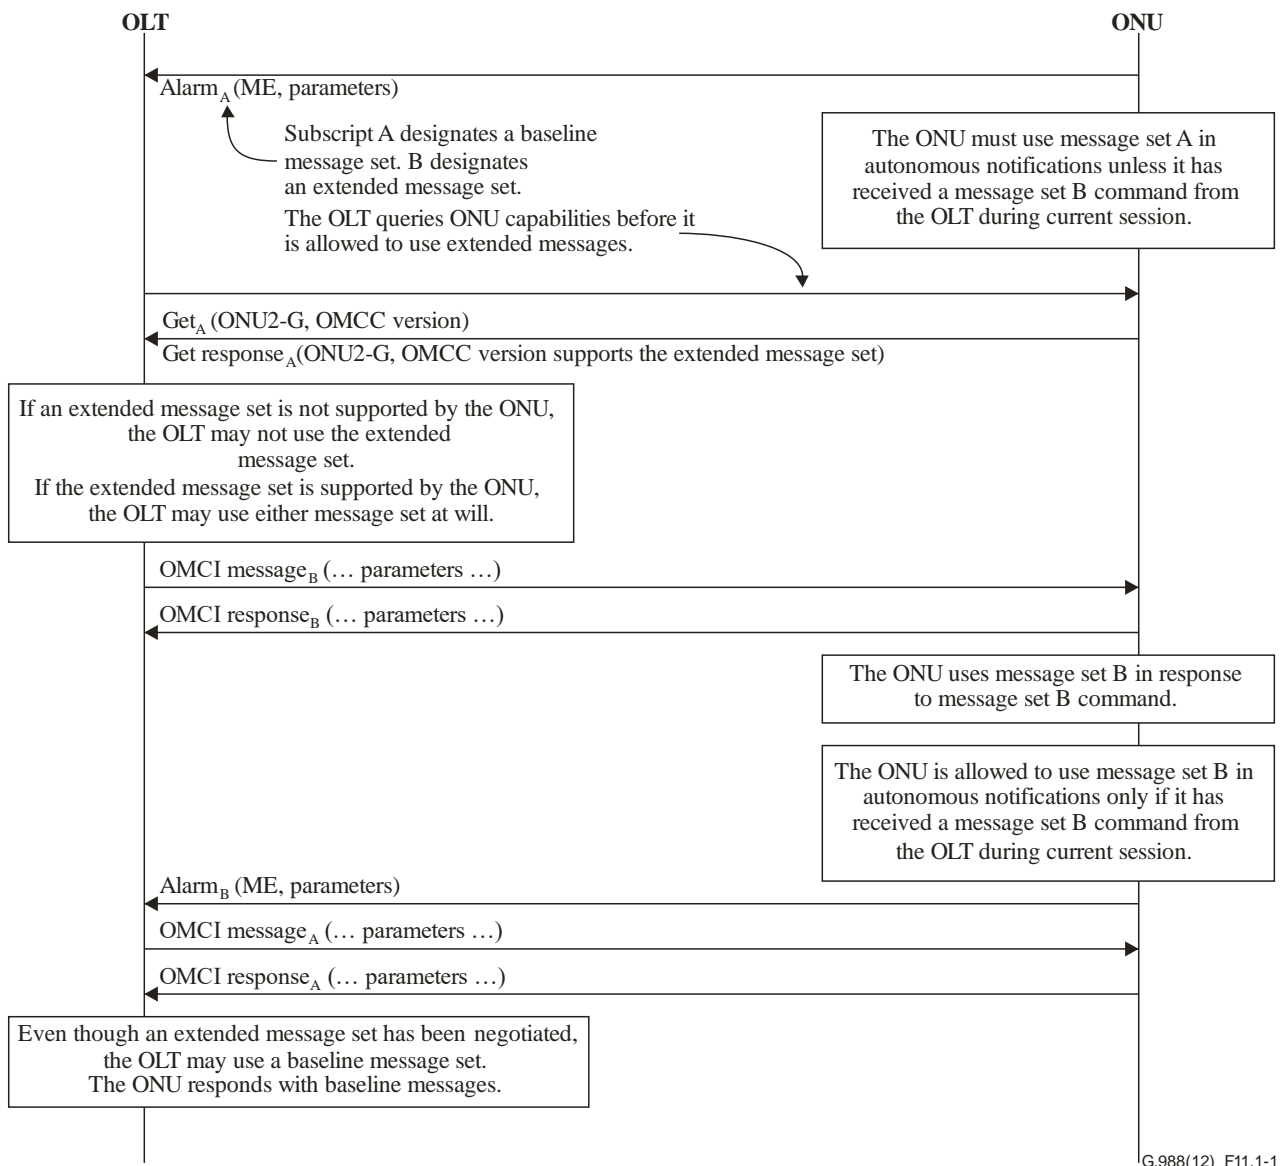 OLT
ONU
Alarm_A (ME, parameters)
Subscript A designates a baseline
message set. B designates
an extended message set.
The ONU must use message set A in
autonomous notifications unless it has
received a message set B command from
the OLT during current session.
The OLT queries ONU capabilities before it
is allowed to use extended messages.
Get_A (ONU2-G, OMCC version)
Get response_A(ONU2-G, OMCC version supports the extended message set)
If an extended message set is not supported by the ONU,
the OLT may not use the extended
message set.
If the extended message set is supported by the ONU,
the OLT may use either message set at will.
OMCI message_B (… parameters …)
OMCI response_B (… parameters …)
The ONU uses message set B in response
to message set B command.
The ONU is allowed to use message set B in
autonomous notifications only if it has
received a message set B command from
the OLT during current session.
Alarm_B (ME, parameters)
OMCI message_A (… parameters …)
OMCI response_A (… parameters …)
Even though an extended message set has been negotiated,
the OLT may use a baseline message set.
The ONU responds with baseline messages.
G.988(12)_F11.1-1